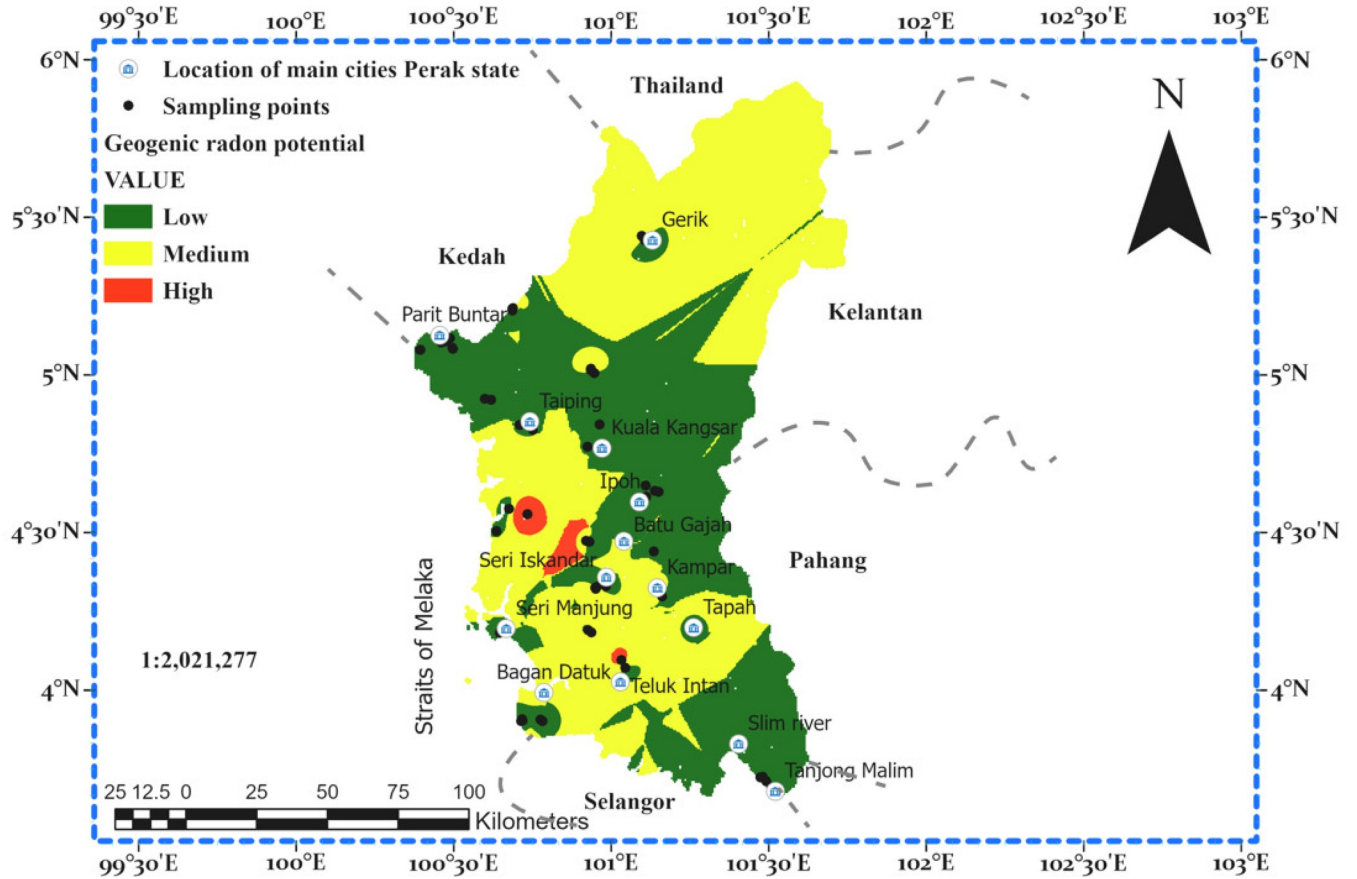 99°30'E 100°E 100°30'E 101°E 101°30'E 102°E 102°30'E 103°E
6°N 6°N
Location of main cities Perak state
Sampling points
Geogenic radon potential
VALUE
Low
Medium
High
Thailand
N
5°30'N 5°30'N
Gerik
Kedah
Kelantan
Parit Buntar
5°N 5°N
Taiping
Kuala Kangsar
Ipoh
4°30'N 4°30'N
Batu Gajah
Seri Iskandar
Kampar
Pahang
Seri Manjung
Tapah
Straits of Melaka
1:2,021,277
Bagan Datuk
Teluk Intan
4°N 4°N
Slim river
Tanjong Malim
Selangor
25 12.5 0 25 50 75 100
Kilometers
99°30'E 100°E 100°30'E 101°E 101°30'E 102°E 102°30'E 103°E